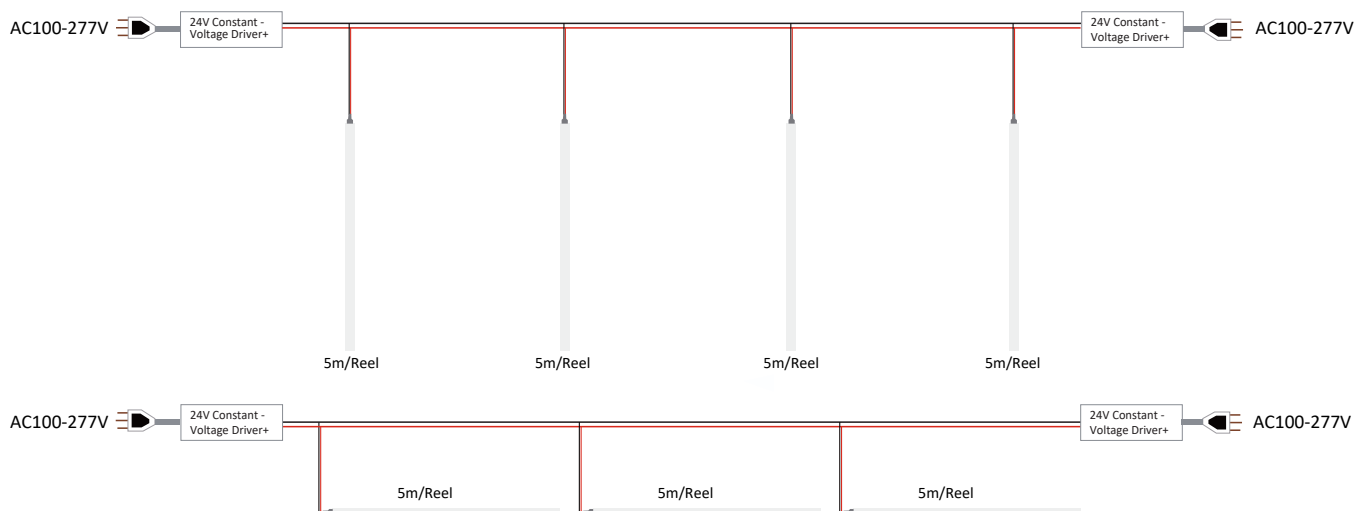 AC100-277V
24V Constant -
Voltage Driver+
24V Constant -
Voltage Driver+
AC100-277V
5m/Reel
5m/Reel
5m/Reel
5m/Reel
AC100-277V
24V Constant -
Voltage Driver+
24V Constant -
Voltage Driver+
AC100-277V
5m/Reel
5m/Reel
5m/Reel